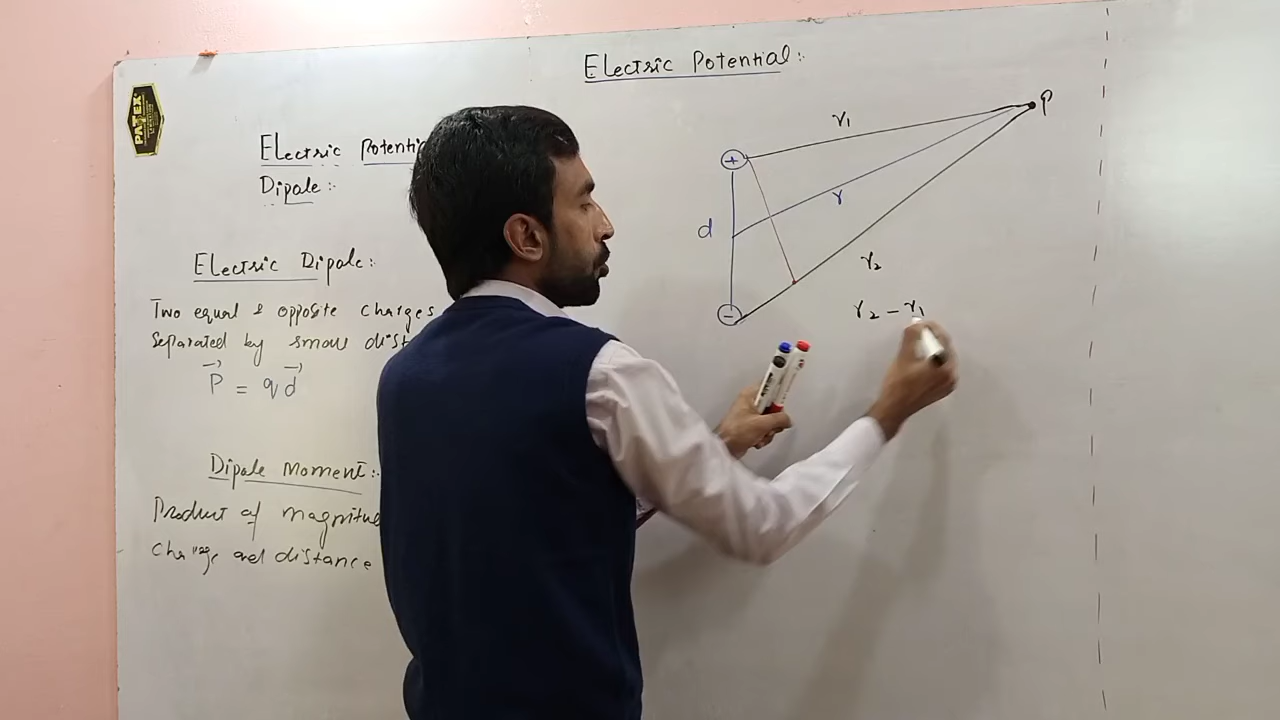 Electric Potential:
PATEX
P
r₁
+
Electric Potenti
Dipole:
r
d
Electric Dipole:
r₂
Two equal & opposite charges
-
r₂ - r₁
Separated by small dist
P = q d
Dipole Moment:
Product of magnitu
charge and distance